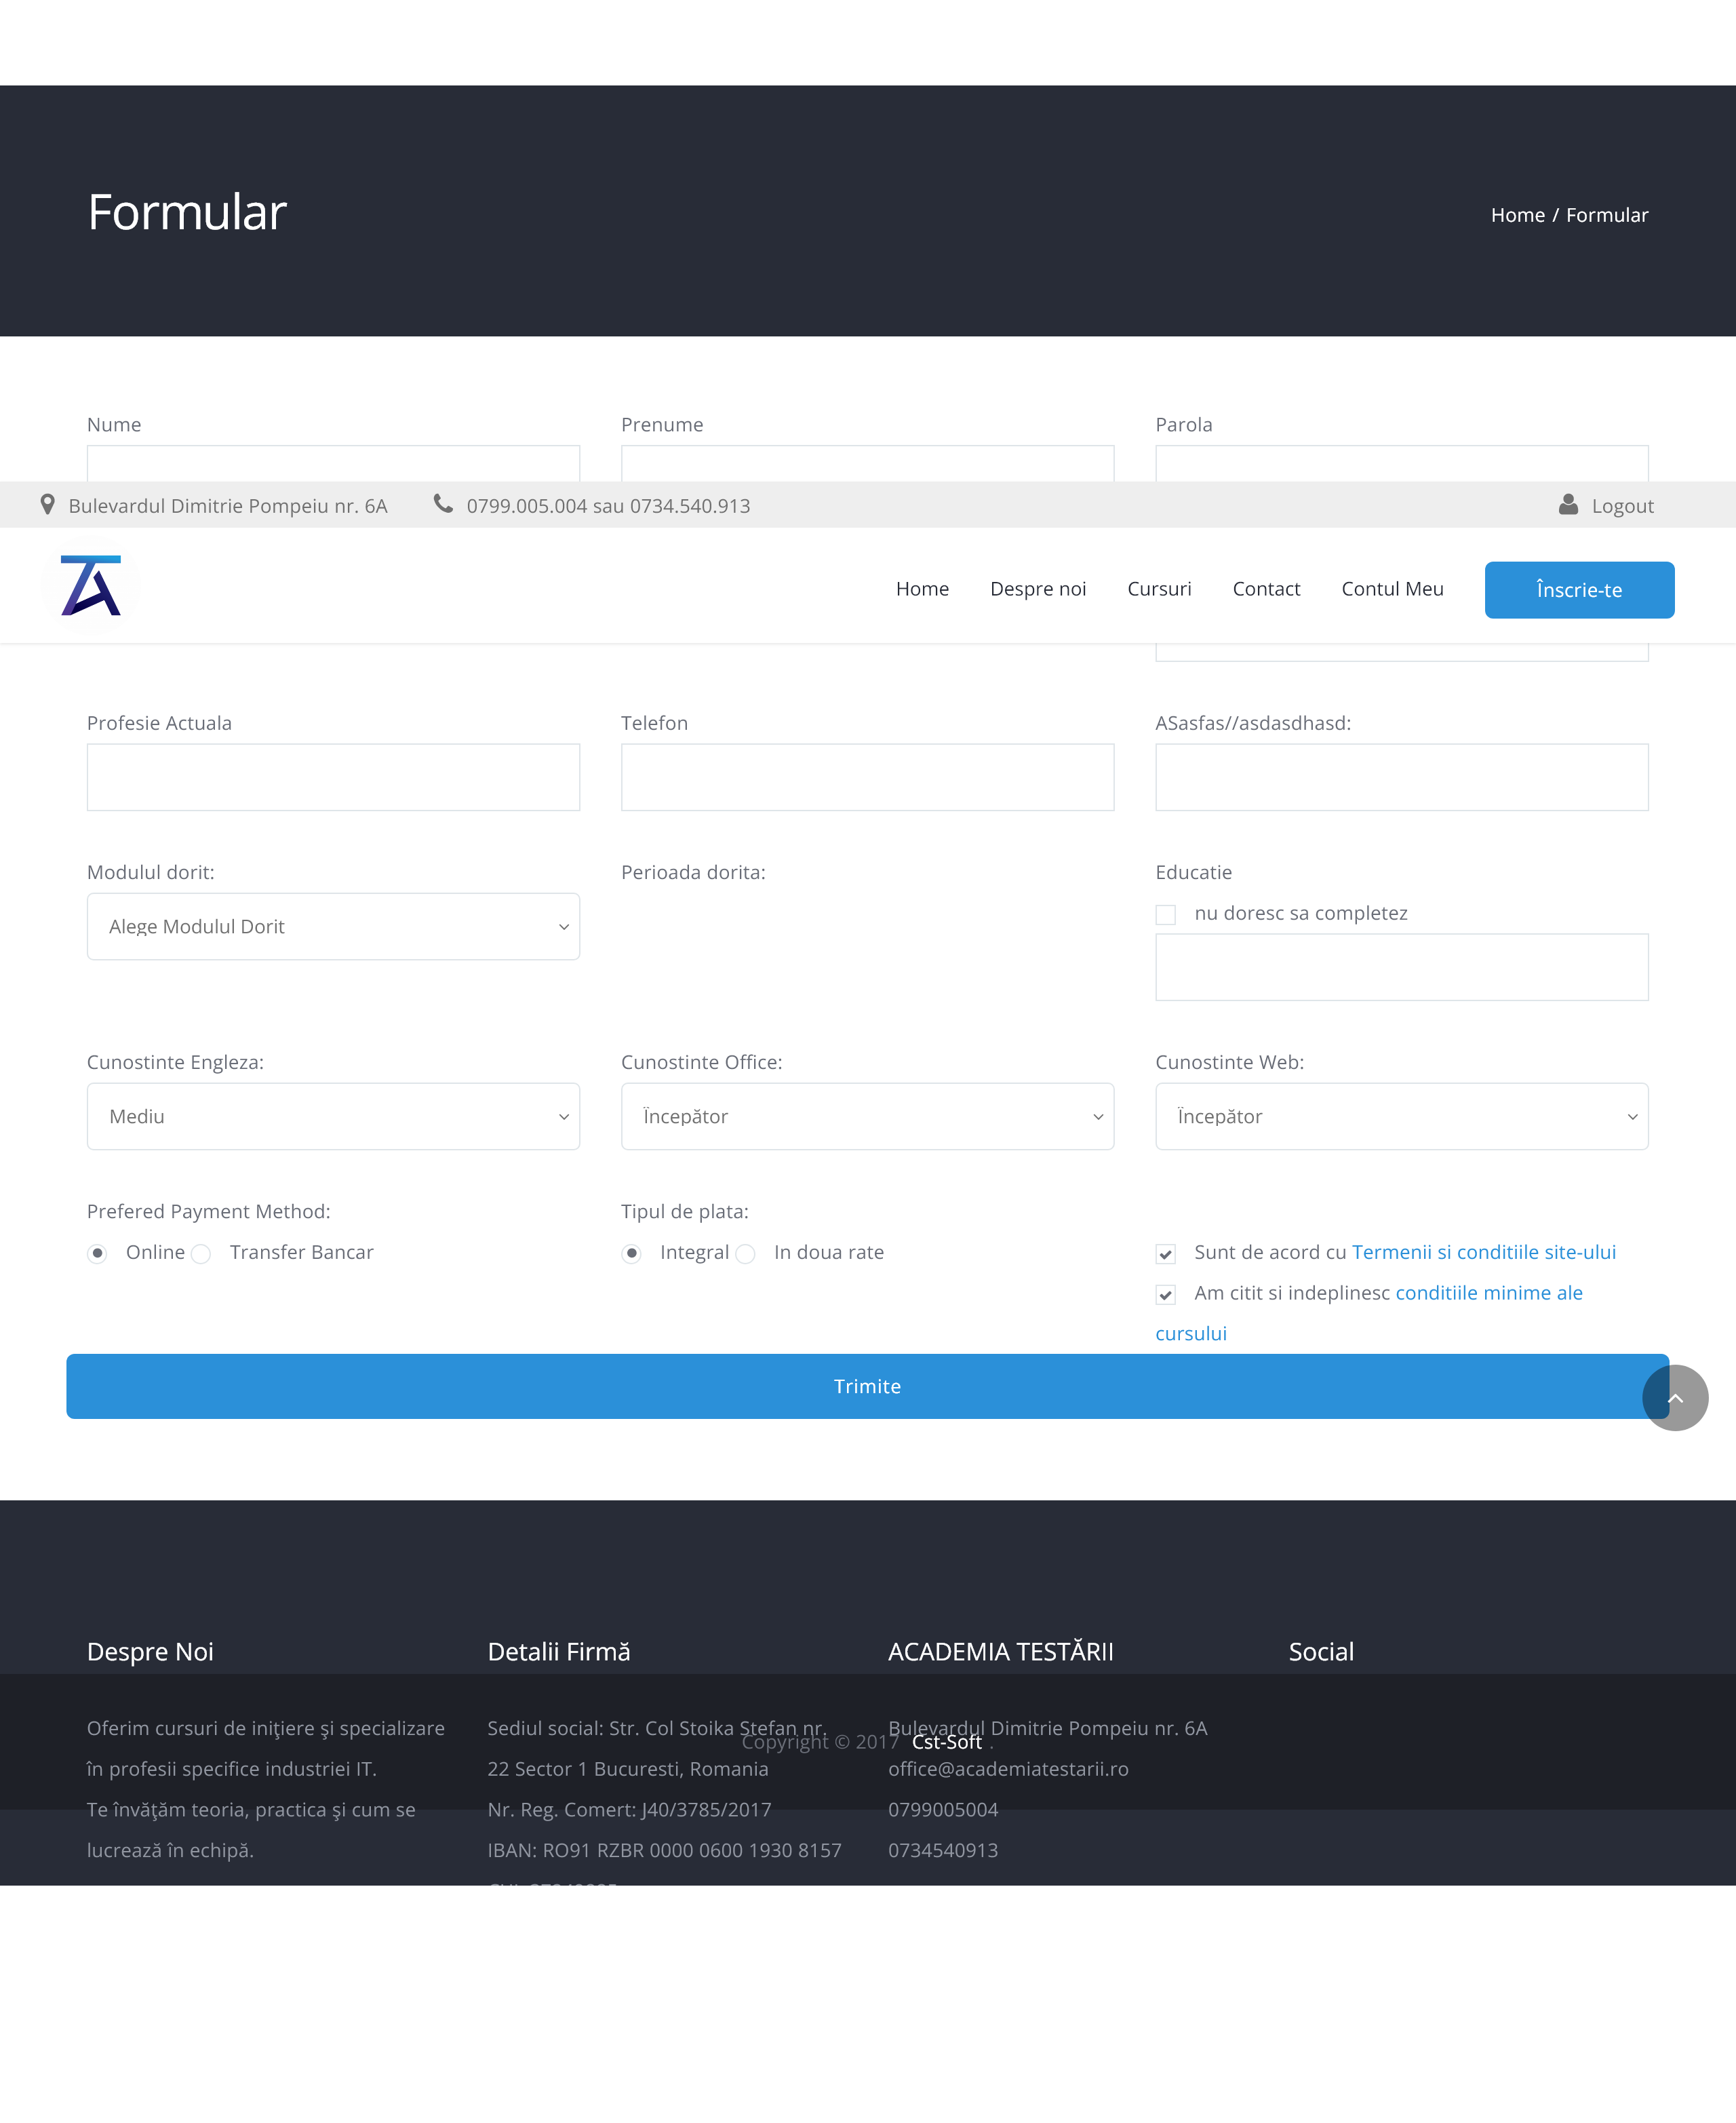 Formular
Home / Formular
Nume
Prenume
Parola
Bulevardul Dimitrie Pompeiu nr. 6A
0799.005.004 sau 0734.540.913
Logout
Home
Despre noi
Cursuri
Contact
Contul Meu
Înscrie-te
Profesie Actuala
Telefon
ASasfas//asdasdhasd:
Modulul dorit:
Perioada dorita:
Educatie
Alege Modulul Dorit
nu doresc sa completez
Cunostinte Engleza:
Cunostinte Office:
Cunostinte Web:
Mediu
Începător
Începător
Prefered Payment Method:
Tipul de plata:
Online
Transfer Bancar
Integral
In doua rate
Sunt de acord cu Termenii si conditiile site-ului
Am citit si indeplinesc conditiile minime ale
cursului
Trimite
Despre Noi
Oferim cursuri de inițiere și specializare
în profesii specifice industriei IT.
Te învățăm teoria, practica și cum se
lucrează în echipă.
Detalii Firmă
Sediul social: Str. Col Stoika Stefan nr.
22 Sector 1 Bucuresti, Romania
Nr. Reg. Comert: J40/3785/2017
IBAN: RO91 RZBR 0000 0600 1930 8157
ACADEMIA TESTĂRII
Bulevardul Dimitrie Pompeiu nr. 6A
office@academiatestarii.ro
0799005004
0734540913
Social
Copyright © 2017 Cst-Soft .